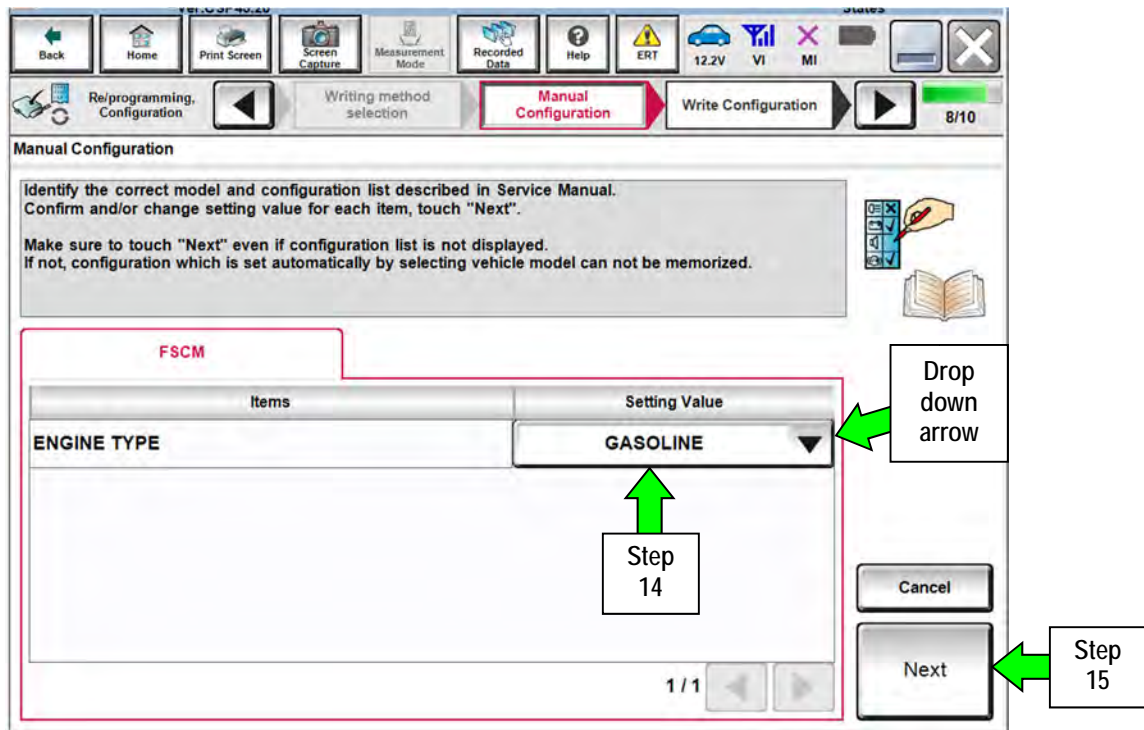 Ver.CSP45.20
States
Back
Home
Print Screen
Screen
Capture
Measurement
Mode
Recorded
Data
Help
ERT
12.2V
VI
MI
Re/programming,
Configuration
Writing method
selection
Manual
Configuration
Write Configuration
8/10
Manual Configuration
Identify the correct model and configuration list described in Service Manual.
Confirm and/or change setting value for each item, touch "Next".
Make sure to touch "Next" even if configuration list is not displayed.
If not, configuration which is set automatically by selecting vehicle model can not be memorized.
FSCM
Drop
down
arrow
Items
Setting Value
ENGINE TYPE
GASOLINE
Step
14
Cancel
Next
Step
15
1/1